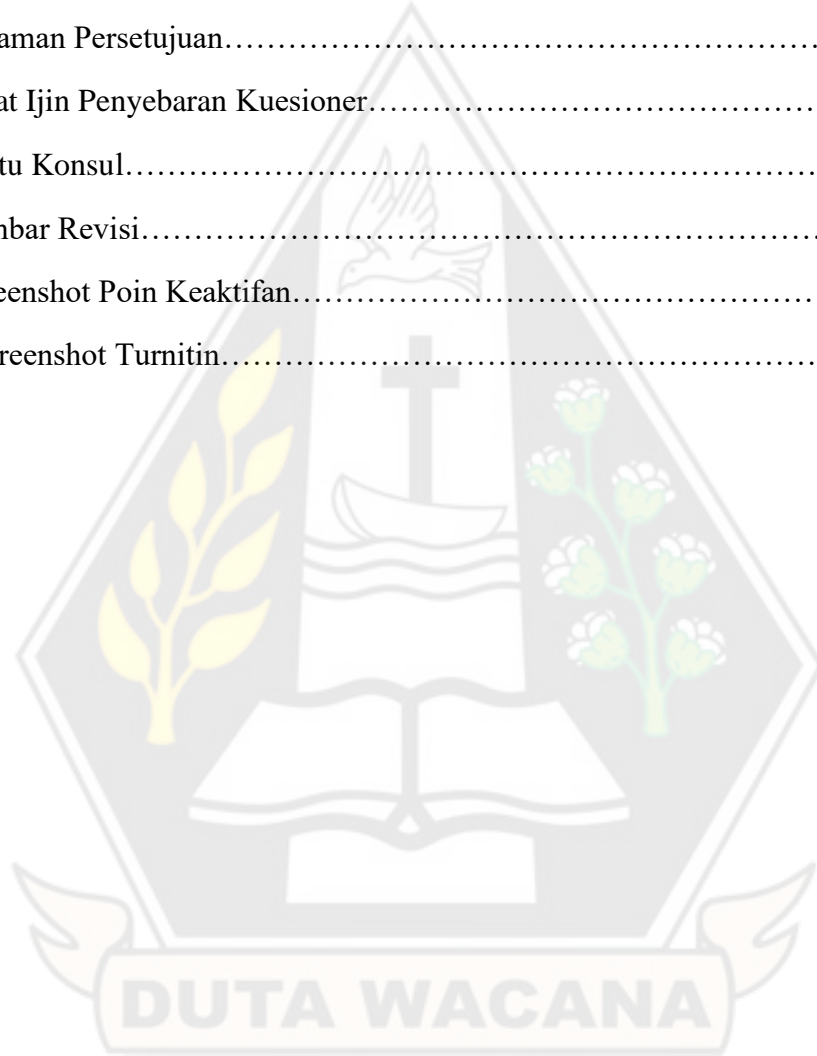 aman Persetujuan……………………………………………………………
at Ijin Penyebaran Kuesioner………………………………………………
tu Konsul……………………………………………………………………
nbar Revisi…………………………………………………………………
eenshot Poin Keaktifan……………………………………………………
reenshot Turnitin……………………………………………………………
DUTA WACANA